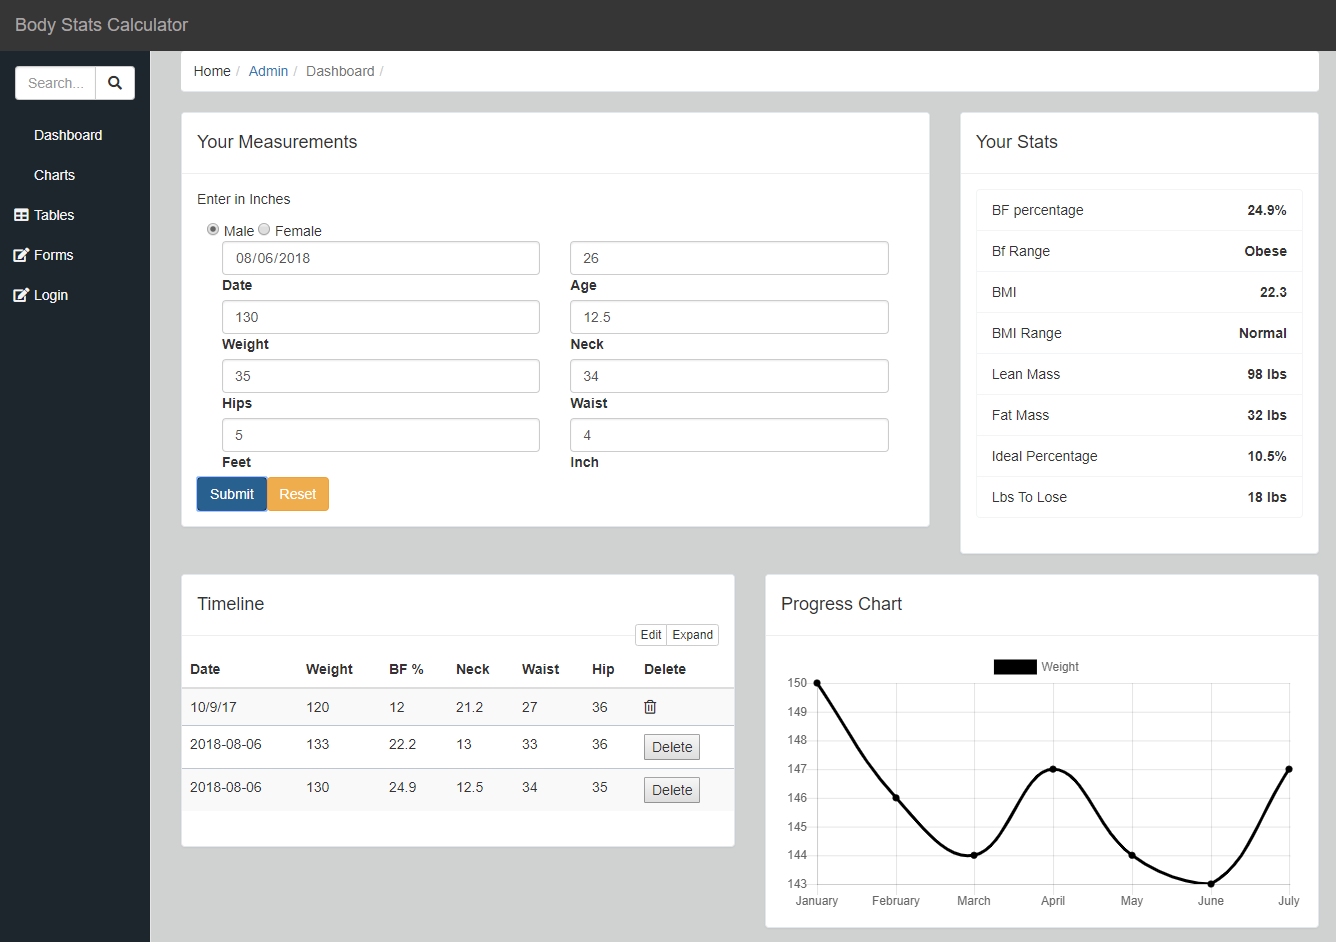 Body Stats Calculator
Search...
Dashboard
Charts
Tables
Forms
Login
Home / Admin / Dashboard /
Your Measurements
Enter in Inches
Male Female
08/06/2018 26
Date Age
130 12.5
Weight Neck
35 34
Hips Waist
5 4
Feet Inch
Submit Reset
Your Stats
BF percentage 24.9%
Bf Range Obese
BMI 22.3
BMI Range Normal
Lean Mass 98 lbs
Fat Mass 32 lbs
Ideal Percentage 10.5%
Lbs To Lose 18 lbs
Timeline
Edit Expand
Date Weight BF % Neck Waist Hip Delete
10/9/17 120 12 21.2 27 36
2018-08-06 133 22.2 13 33 36 Delete
2018-08-06 130 24.9 12.5 34 35 Delete
Progress Chart
Weight
150
149
148
147
146
145
144
143
January February March April May June July